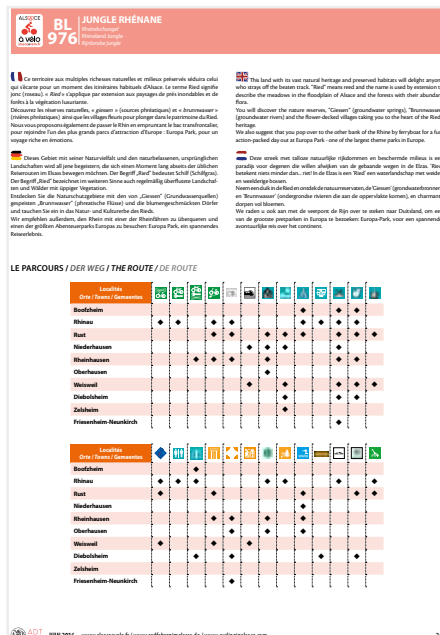 ALSACE
à vélo
BL
976
JUNGLE RHÉNANE
Rheindschungel
Rhineland Jungle
Rijnlandse Jungle
Ce territoire aux multiples richesses naturelles et milieux préservés séduira celui
qui s'écarte pour un moment des itinéraires habituels d'Alsace. Le terme Ried signifie
jonc (roseau). « Ried » s'applique par extension aux paysages de prés inondables et de
forêts à la végétation luxuriante.
Découvrez les réserves naturelles, « giessen » (sources phréatiques) et « brunnwasser »
(rivières phréatiques) ainsi que les villages fleuris pour plonger dans le patrimoine du Ried.
Nous vous proposons également de passer le Rhin en empruntant le bac transfrontalier,
pour rejoindre l'un des plus grands parcs d'attraction d'Europe : Europa Park, pour un
voyage riche en émotions.
This land with its vast natural heritage and preserved habitats will delight anyone
who strays off the beaten track. "Ried" means reed and the name is used by extension to
describe the meadows in the floodplain of Alsace and the forests with their abundant
flora.
You will discover the nature reserves, "Giessen" (groundwater springs), "Brunnwasser"
(groundwater rivers) and the flower-decked villages taking you to the heart of the Ried
heritage.
We also suggest that you pop over to the other bank of the Rhine by ferryboat for a fun
action-packed day out at Europa Park - one of the largest theme parks in Europe.
Dieses Gebiet mit seiner Naturvielfalt und den naturbelassenen, ursprünglichen
Landschaften wird all jene begeistern, die sich einen Moment lang abseits der üblichen
Reiserouten im Elsass bewegen möchten. Der Begriff „Ried" bedeutet Schilf (Schilfgras).
Der Begriff „Ried" bezeichnet im weiteren Sinne auch regelmäßig überflutete Landschaf-
ten und Wälder mit üppiger Vegetation.
Entdecken Sie die Naturschutzgebiete mit den von „Giessen" (Grundwasserquellen)
gespeisten „Brunnwasser" (phreatische Flüsse) und die blumengeschmückten Dörfer
und tauchen Sie ein in das Natur- und Kulturerbe des Rieds.
Wir empfehlen außerdem, den Rhein mit einer der Rheinfähren zu überqueren und
einen der größten Abenteuerparks Europas zu besuchen: Europa Park, ein spannendes
Reiseerlebnis.
Deze streek met talloze natuurlijke rijkdommen en beschermde milieus is een
paradijs voor degenen die willen afwijken van de gebaande wegen in de Elzas. 'Ried'
betekent niets minder dan... riet! In de Elzas is een 'Ried' een waterlandschap met weiden
en weelderige bossen.
Neem een duik in de Ried en ontdek de natuurreservaten, de 'Giessen' (grondwaterbronnen)
en 'Brunnwasser' (ondergrondse rivieren die aan de oppervlakte komen), en charmante
dorpen vol bloemen.
We raden u ook aan met de veerpont de Rijn over te steken naar Duitsland, om een
van de grootste pretparken in Europa te bezoeken: Europa-Park, voor een spannende
avontuurlijke reis over het continent.
LE PARCOURS / DER WEG / THE ROUTE / DE ROUTE
Localités
Orte / Towns / Gemeentes
Boofzheim
Rhinau
Rust
Niederhausen
Rheinhausen
Oberhausen
Weisweil
Diebolsheim
Zelsheim
Friesenheim-Neunkirch
Localités
Orte / Towns / Gemeentes
Boofzheim
Rhinau
Rust
Niederhausen
Rheinhausen
Oberhausen
Weisweil
Diebolsheim
Zelsheim
Friesenheim-Neunkirch
ADT